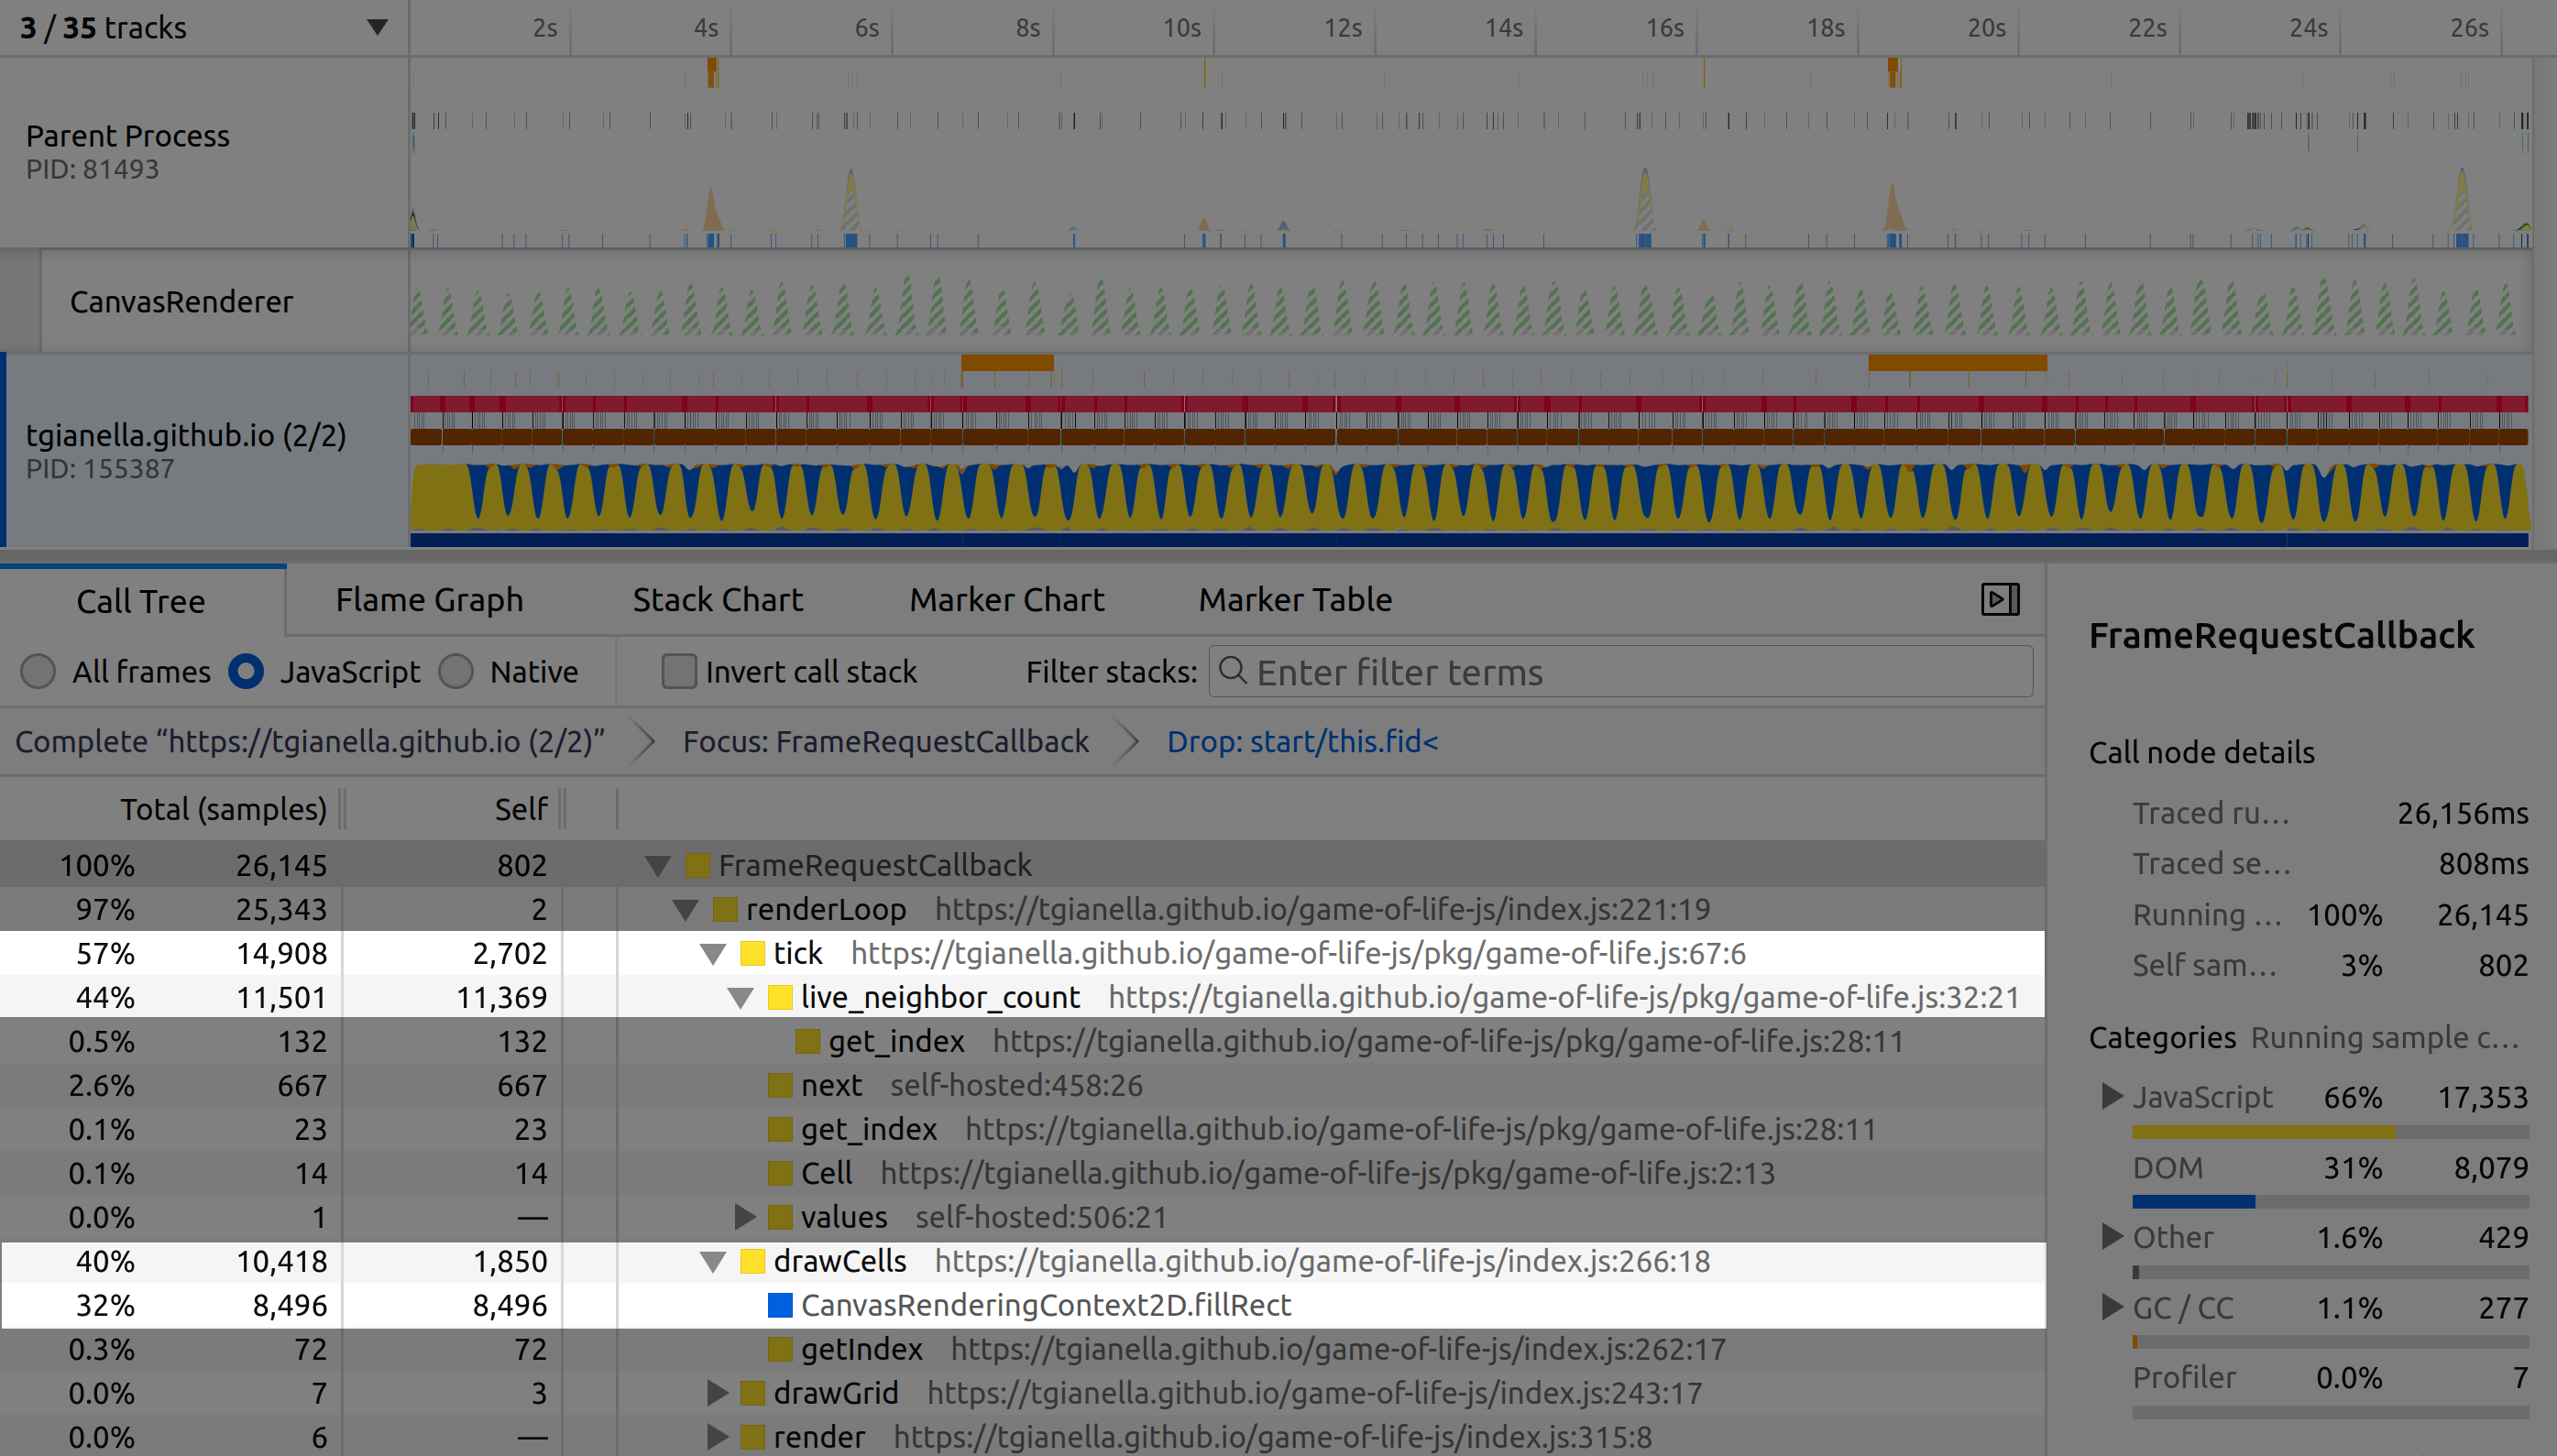 3 / 35 tracks
2s 4s 6s 8s 10s 12s 14s 16s 18s 20s 22s 24s 26s
Parent Process
PID: 81493
CanvasRenderer
tgianella.github.io (2/2)
PID: 155387
Call Tree Flame Graph Stack Chart Marker Chart Marker Table
All frames JavaScript Native Invert call stack Filter stacks: Enter filter terms
Complete “https://tgianella.github.io (2/2)” Focus: FrameRequestCallback Drop: start/this.fid<
Total (samples) Self
100% 26,145 802 FrameRequestCallback
97% 25,343 2 renderLoop https://tgianella.github.io/game-of-life-js/index.js:221:19
57% 14,908 2,702 tick https://tgianella.github.io/game-of-life-js/pkg/game-of-life.js:67:6
44% 11,501 11,369 live_neighbor_count https://tgianella.github.io/game-of-life-js/pkg/game-of-life.js:32:21
0.5% 132 132 get_index https://tgianella.github.io/game-of-life-js/pkg/game-of-life.js:28:11
2.6% 667 667 next self-hosted:458:26
0.1% 23 23 get_index https://tgianella.github.io/game-of-life-js/pkg/game-of-life.js:28:11
0.1% 14 14 Cell https://tgianella.github.io/game-of-life-js/pkg/game-of-life.js:2:13
0.0% 1 — values self-hosted:506:21
40% 10,418 1,850 drawCells https://tgianella.github.io/game-of-life-js/index.js:266:18
32% 8,496 8,496 CanvasRenderingContext2D.fillRect
0.3% 72 72 getIndex https://tgianella.github.io/game-of-life-js/index.js:262:17
0.0% 7 3 drawGrid https://tgianella.github.io/game-of-life-js/index.js:243:17
0.0% 6 — render https://tgianella.github.io/game-of-life-js/index.js:315:8
FrameRequestCallback
Call node details
Traced ru… 26,156ms
Traced se… 808ms
Running … 100% 26,145
Self sam… 3% 802
Categories Running sample c…
JavaScript 66% 17,353
DOM 31% 8,079
Other 1.6% 429
GC / CC 1.1% 277
Profiler 0.0% 7